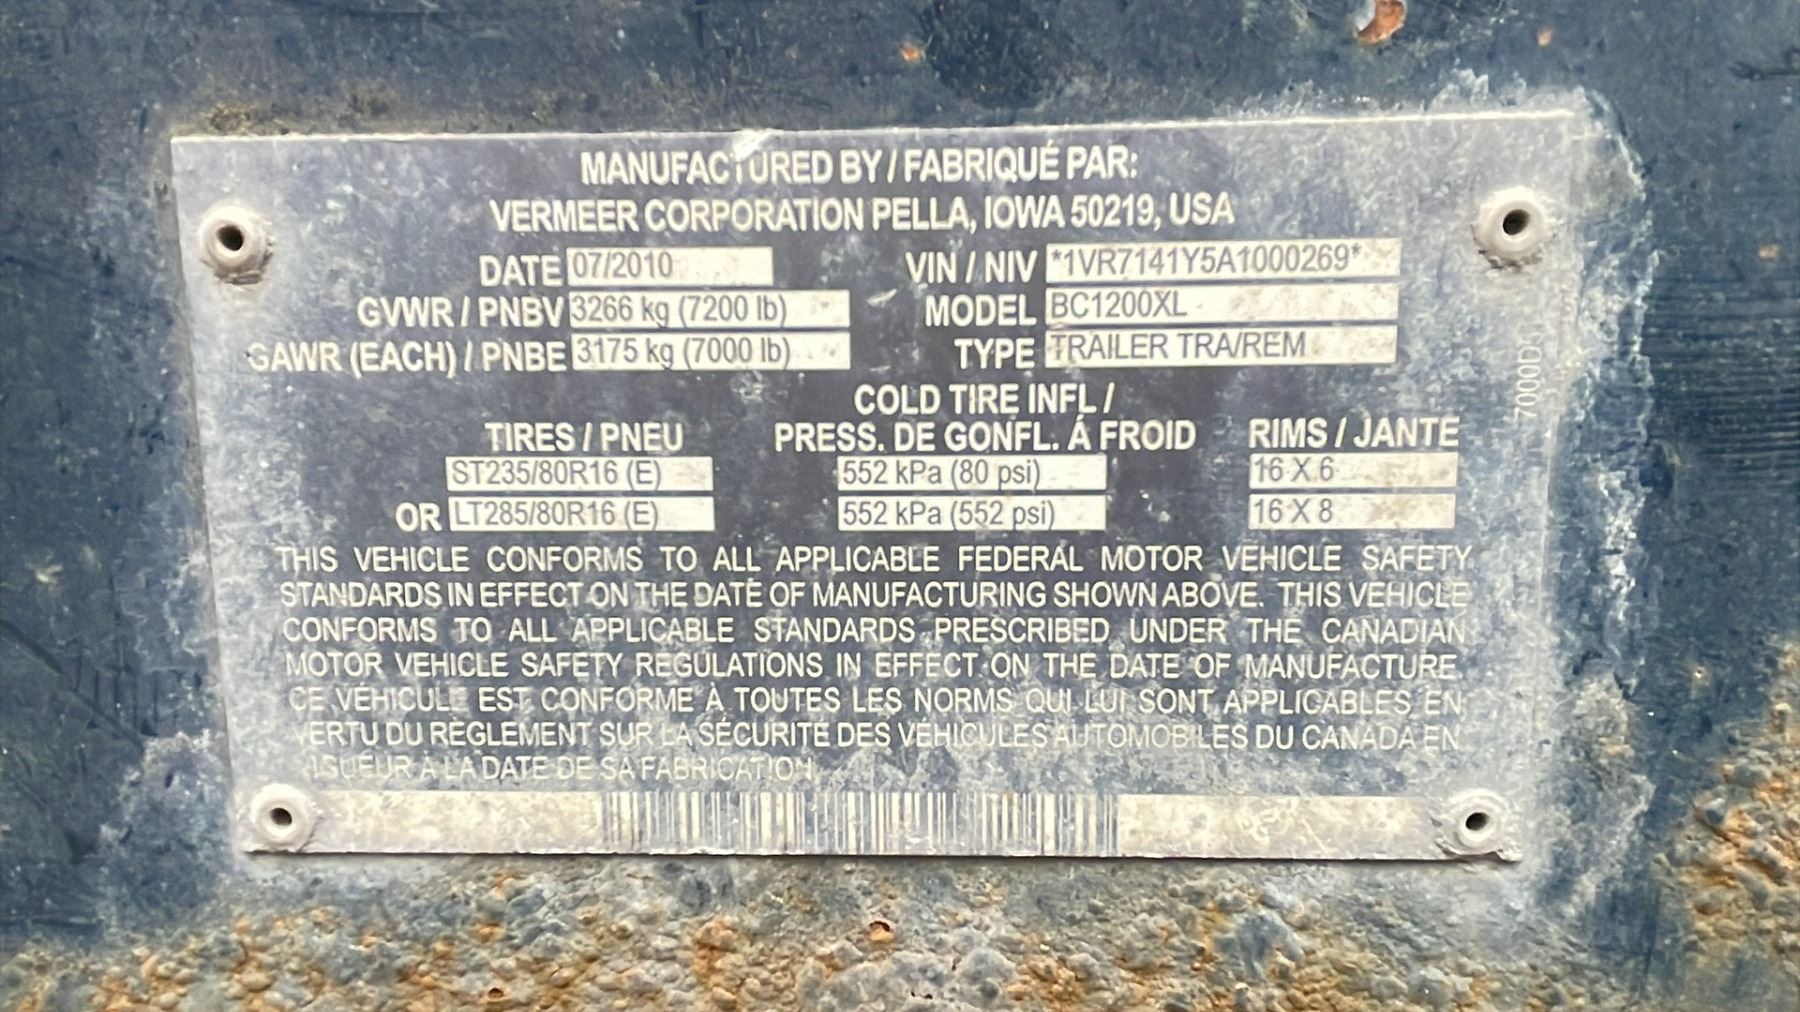 MANUFACTURED BY / FABRIQUÉ PAR:
VERMEER CORPORATION PELLA, IOWA 50219, USA
DATE 07/2010 VIN / NIV *1VR7141Y5A1000269*
GVWR / PNBV 3266 kg (7200 lb) MODEL BC1200XL
GAWR (EACH) / PNBE 3175 kg (7000 lb) TYPE TRAILER TRA/REM
COLD TIRE INFL /
TIRES / PNEU PRESS. DE GONFL. À FROID RIMS / JANTE
ST235/80R16 (E) 552 kPa (80 psi) 16 X 6
OR LT285/80R16 (E) 552 kPa (552 psi) 16 X 8
THIS VEHICLE CONFORMS TO ALL APPLICABLE FEDERAL MOTOR VEHICLE SAFETY
STANDARDS IN EFFECT ON THE DATE OF MANUFACTURING SHOWN ABOVE. THIS VEHICLE
CONFORMS TO ALL APPLICABLE STANDARDS PRESCRIBED UNDER THE CANADIAN
MOTOR VEHICLE SAFETY REGULATIONS IN EFFECT ON THE DATE OF MANUFACTURE.
CE VÉHICULE EST CONFORME À TOUTES LES NORMS QUI LUI SONT APPLICABLES EN
VERTU DU RÈGLEMENT SUR LA SÉCURITÉ DES VÉHICULES AUTOMOBILES DU CANADA EN
VIGUEUR À LA DATE DE SA FABRICATION.